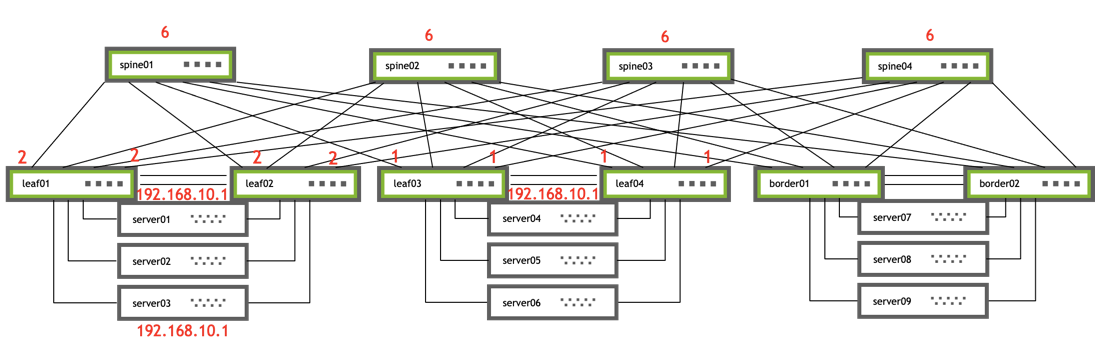 6 6 6 6
spine01 spine02 spine03 spine04
2 2 2 2 1 1 1 1
leaf01 leaf02 leaf03 leaf04 border01 border02
192.168.10.1 192.168.10.1
server01 server04 server07
server02 server05 server08
server03 server06 server09
192.168.10.1